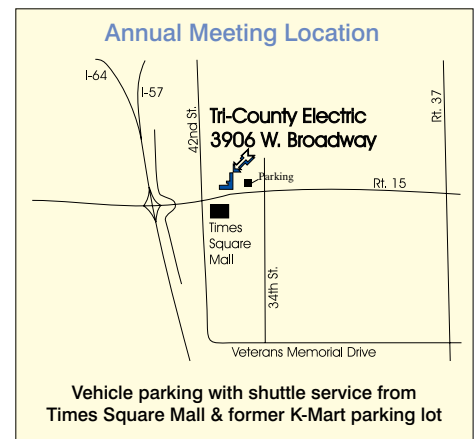 Annual Meeting Location
I-64
I-57
42nd St.
Tri-County Electric
3906 W. Broadway
Rt. 37
Parking
Rt. 15
Times
Square
Mall
34th St.
Veterans Memorial Drive
Vehicle parking with shuttle service from
Times Square Mall & former K-Mart parking lot